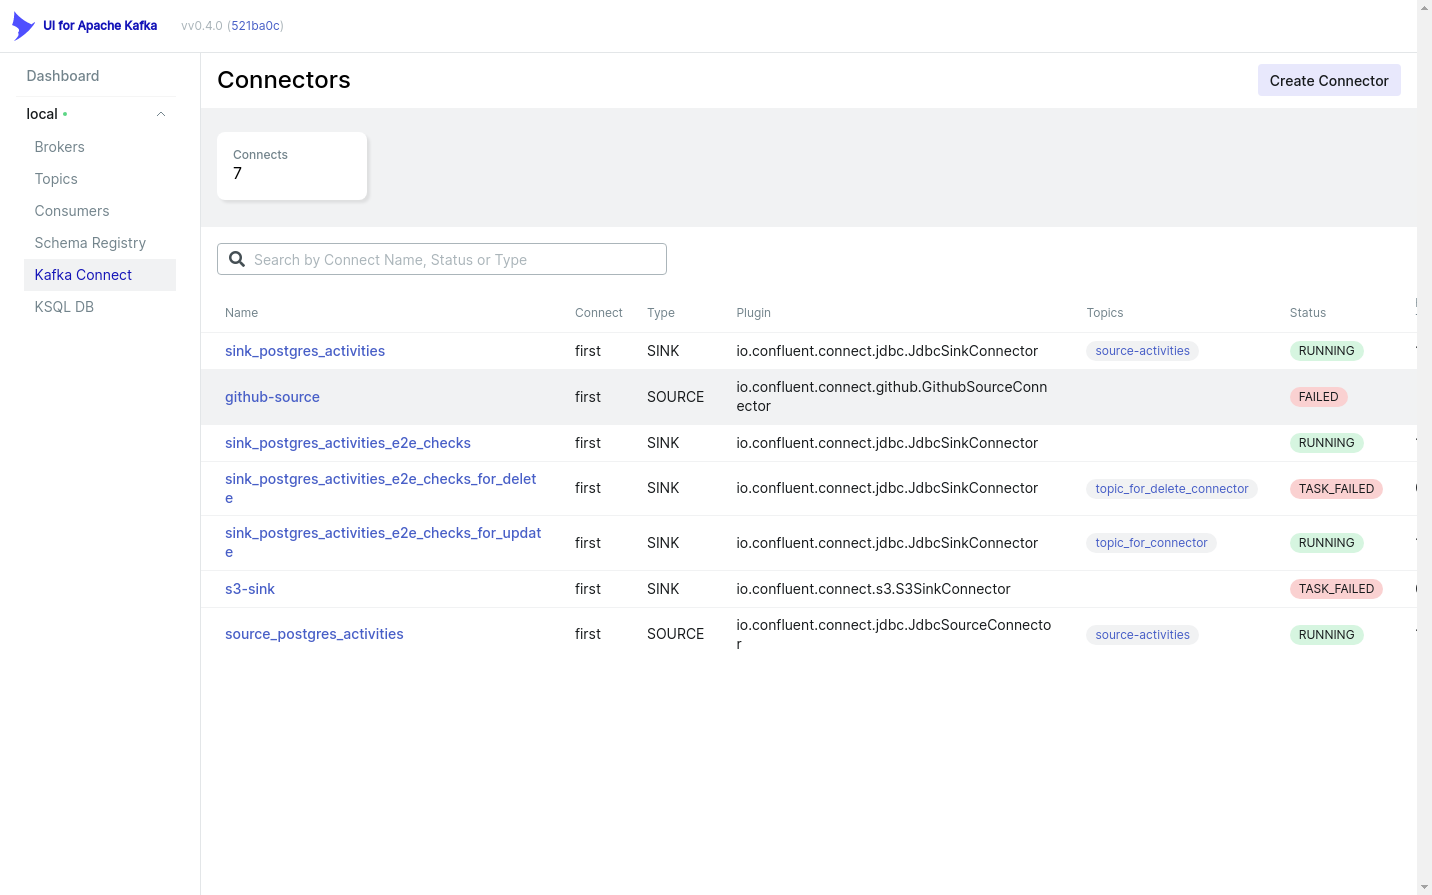 UI for Apache Kafka vv0.4.0 (521ba0c)
Dashboard
local
Brokers
Topics
Consumers
Schema Registry
Kafka Connect
KSQL DB
Connectors
Create Connector
Connects
7
Search by Connect Name, Status or Type
Name Connect Type Plugin Topics Status
sink_postgres_activities first SINK io.confluent.connect.jdbc.JdbcSinkConnector source-activities RUNNING
github-source first SOURCE io.confluent.connect.github.GithubSourceConn
ector FAILED
sink_postgres_activities_e2e_checks first SINK io.confluent.connect.jdbc.JdbcSinkConnector RUNNING
sink_postgres_activities_e2e_checks_for_delet
e first SINK io.confluent.connect.jdbc.JdbcSinkConnector topic_for_delete_connector TASK_FAILED
sink_postgres_activities_e2e_checks_for_updat
e first SINK io.confluent.connect.jdbc.JdbcSinkConnector topic_for_connector RUNNING
s3-sink first SINK io.confluent.connect.s3.S3SinkConnector TASK_FAILED
source_postgres_activities first SOURCE io.confluent.connect.jdbc.JdbcSourceConnecto
r source-activities RUNNING